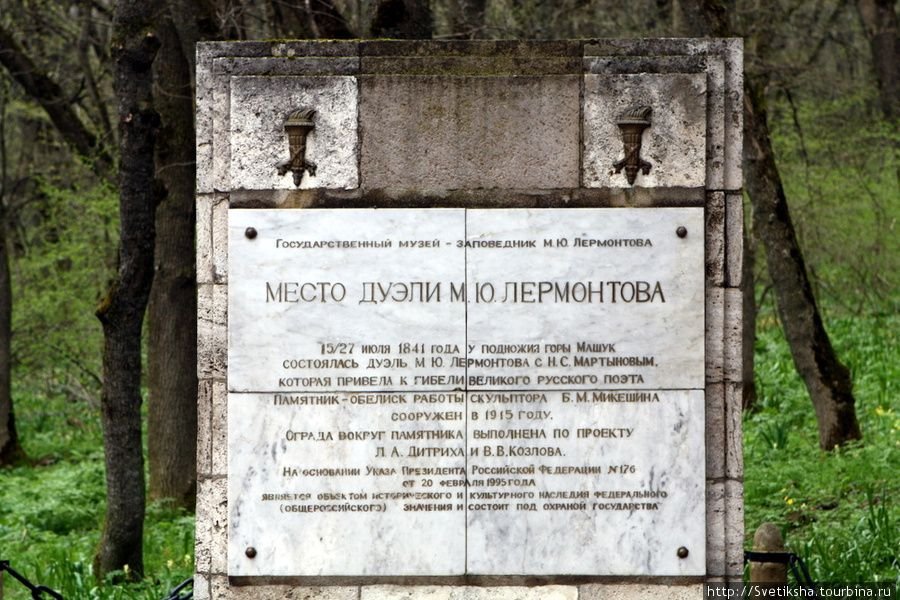 Государственный музей - заповедник М.Ю. Лермонтова
МЕСТО ДУЭЛИ М.Ю. ЛЕРМОНТОВА
15/27 июля 1841 года у подножия горы Машук
состоялась дуэль М.Ю. Лермонтова с Н.С. Мартыновым,
которая привела к гибели великого русского поэта
Памятник-обелиск работы скульптора Б.М. Микешина
сооружен в 1915 году.
Ограда вокруг памятника выполнена по проекту
Л.А. Дитриха и В.В. Козлова.
На основании Указа Президента Российской Федерации №176
от 20 февраля 1995 года
является объектом исторического и культурного наследия федерального
(общероссийского) значения и состоит под охраной государства
http://Svetiksha.tourbina.ru